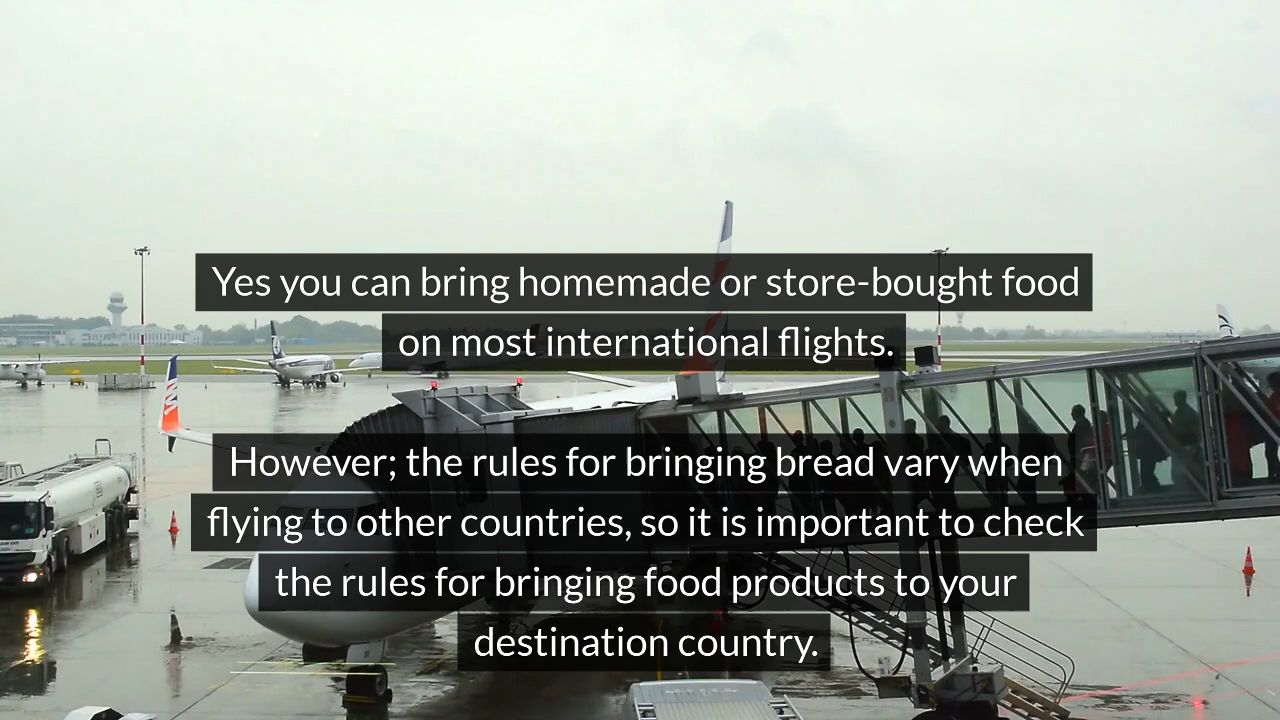 Yes you can bring homemade or store-bought food
on most international flights.
However; the rules for bringing bread vary when
flying to other countries, so it is important to check
the rules for bringing food products to your
destination country.